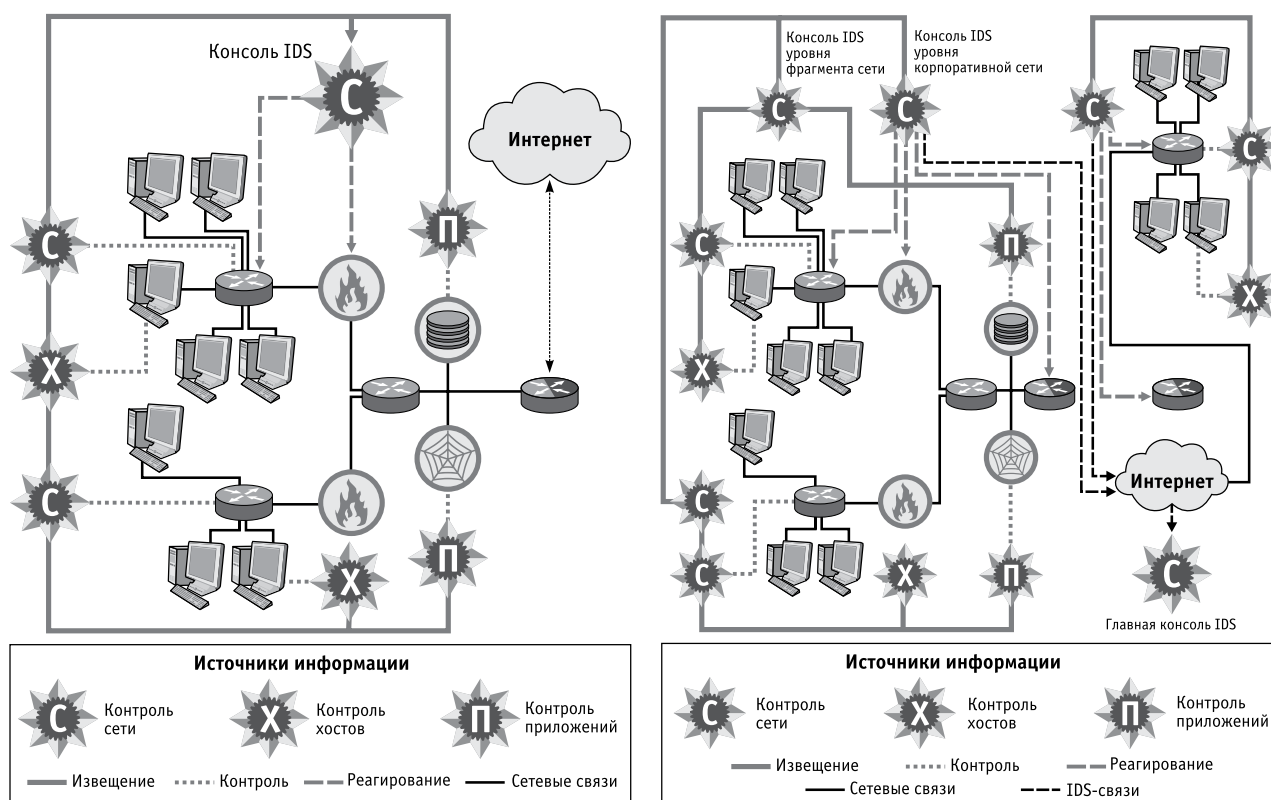 Консоль IDS
С
Интернет
С
П
Х
С
П
Х
Источники информации
С
Контроль
сети
Х
Контроль
хостов
П
Контроль
приложений
Извещение
Контроль
Реагирование
Сетевые связи
Консоль IDS
уровня
фрагмента сети
Консоль IDS
уровня
корпоративной сети
С
С
С
С
С
П
Х
Х
С
Интернет
С
Х
П
С
Главная консоль IDS
Источники информации
С
Контроль
сети
Х
Контроль
хостов
П
Контроль
приложений
Извещение
Контроль
Реагирование
Сетевые связи
IDS-связи